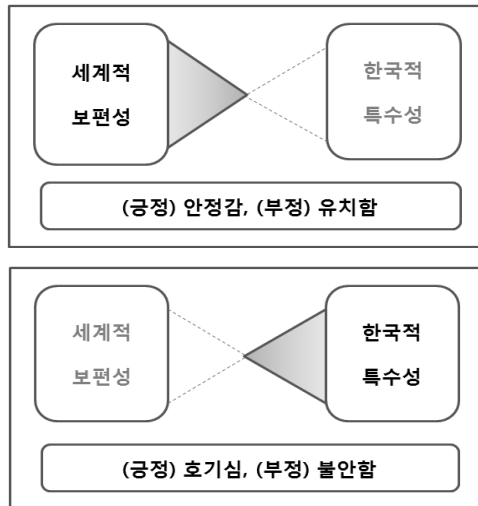 세계적
보편성
한국적
특수성
(긍정) 안정감, (부정) 유치함
세계적
보편성
한국적
특수성
(긍정) 호기심, (부정) 불안함